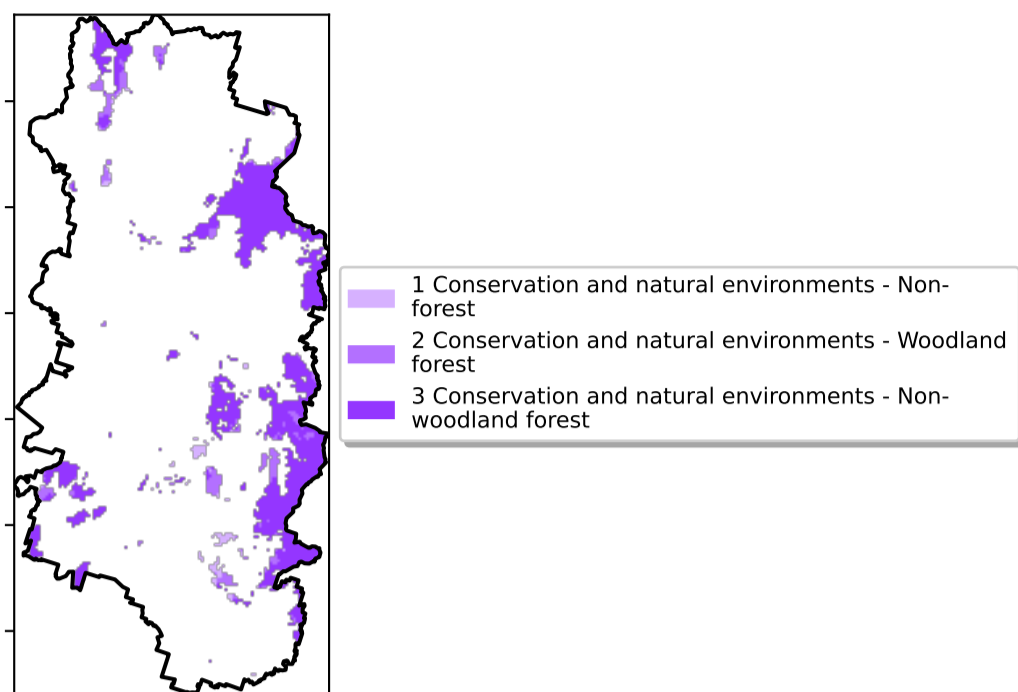 1 Conservation and natural environments - Non-
forest
2 Conservation and natural environments - Woodland
forest
3 Conservation and natural environments - Non-
woodland forest